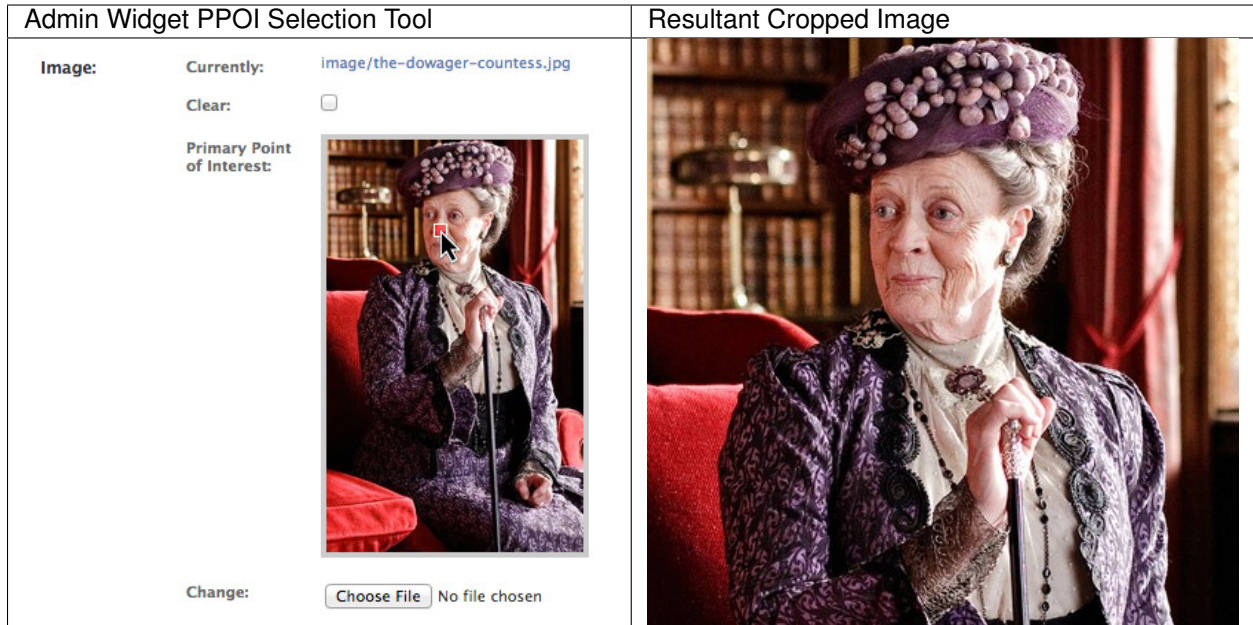 Admin Widget PPOI Selection Tool
Resultant Cropped Image
Image:
Currently:
image/the-dowager-countess.jpg
Clear:
Primary Point
of Interest:
Change:
Choose File No file chosen